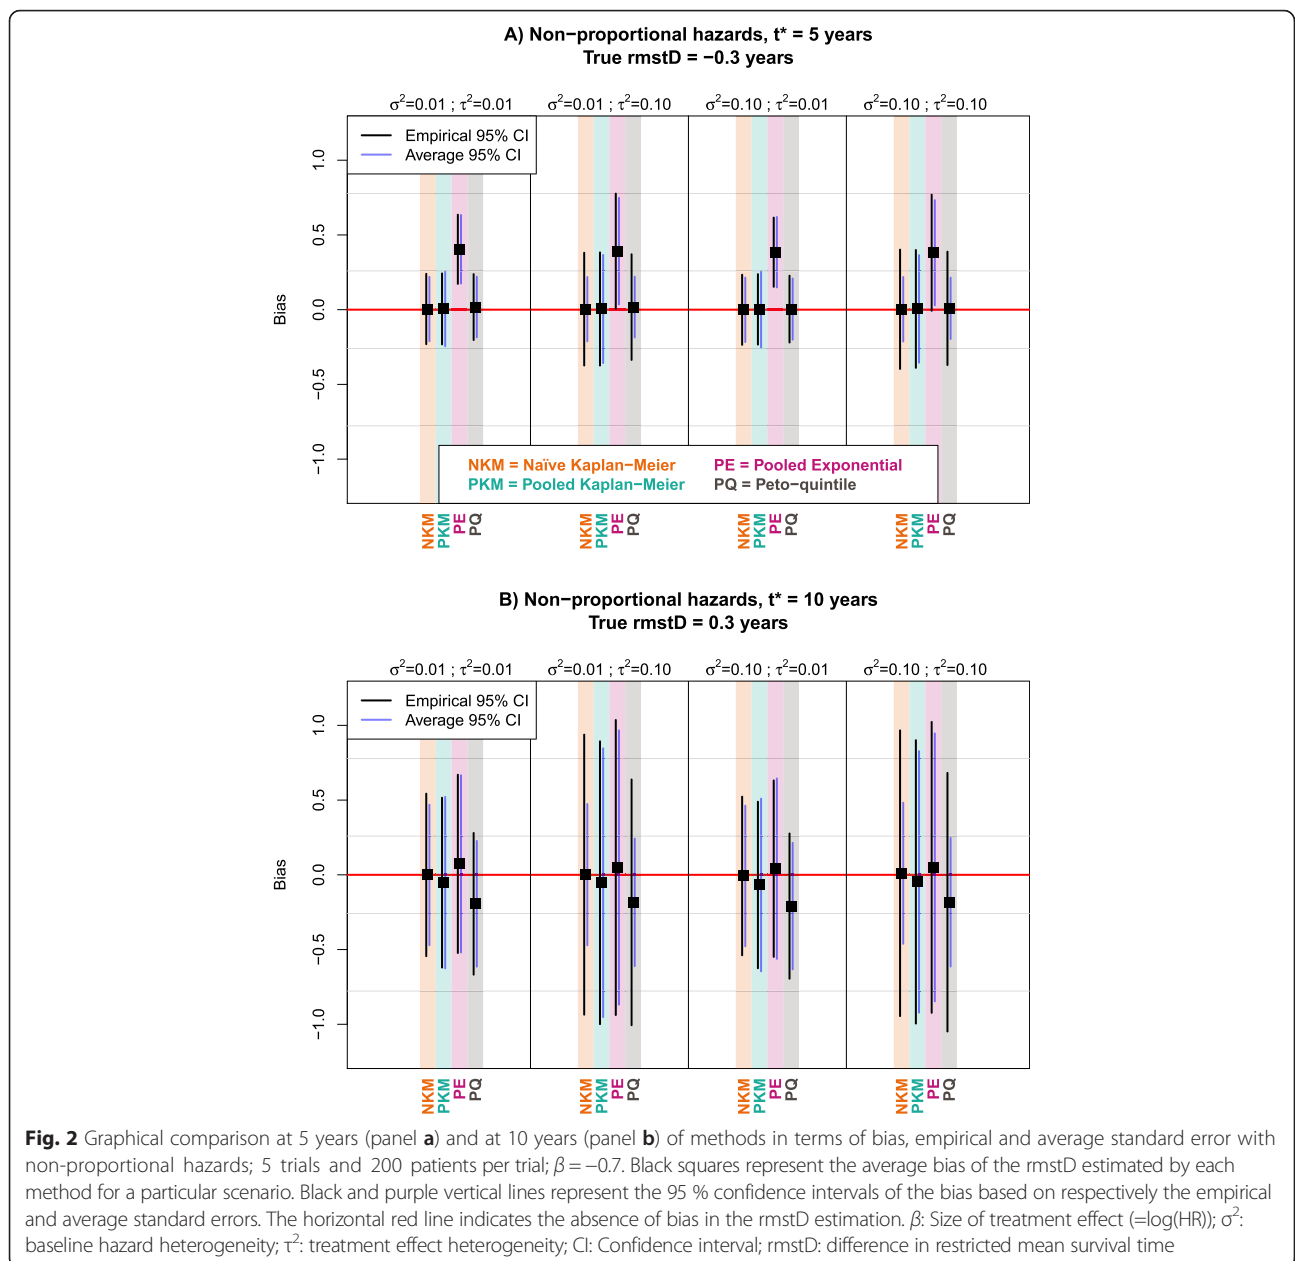 A) Non−proportional hazards, t* = 5 years
True rmstD = −0.3 years
σ²=0.01 ; τ²=0.01 σ²=0.01 ; τ²=0.10 σ²=0.10 ; τ²=0.01 σ²=0.10 ; τ²=0.10
Empirical 95% CI
Average 95% CI
Bias
1.0
0.5
0.0
−0.5
−1.0
NKM = Naïve Kaplan−Meier PE = Pooled Exponential
PKM = Pooled Kaplan−Meier PQ = Peto−quintile
NKM PKM PE PQ NKM PKM PE PQ NKM PKM PE PQ NKM PKM PE PQ
B) Non−proportional hazards, t* = 10 years
True rmstD = 0.3 years
σ²=0.01 ; τ²=0.01 σ²=0.01 ; τ²=0.10 σ²=0.10 ; τ²=0.01 σ²=0.10 ; τ²=0.10
Empirical 95% CI
Average 95% CI
Bias
1.0
0.5
0.0
−0.5
−1.0
NKM PKM PE PQ NKM PKM PE PQ NKM PKM PE PQ NKM PKM PE PQ
Fig. 2 Graphical comparison at 5 years (panel a) and at 10 years (panel b) of methods in terms of bias, empirical and average standard error with
non-proportional hazards; 5 trials and 200 patients per trial; β = −0.7. Black squares represent the average bias of the rmstD estimated by each
method for a particular scenario. Black and purple vertical lines represent the 95 % confidence intervals of the bias based on respectively the empirical
and average standard errors. The horizontal red line indicates the absence of bias in the rmstD estimation. β: Size of treatment effect (=log(HR)); σ²:
baseline hazard heterogeneity; τ²: treatment effect heterogeneity; CI: Confidence interval; rmstD: difference in restricted mean survival time